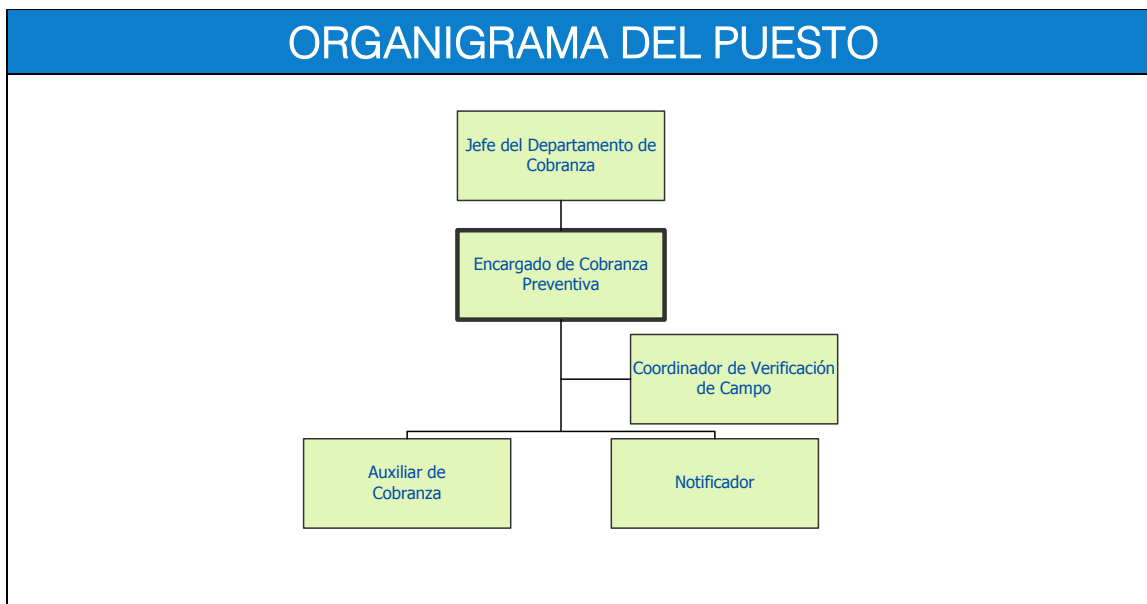 ORGANIGRAMA DEL PUESTO
Jefe del Departamento de
Cobranza
Encargado de Cobranza
Preventiva
Coordinador de Verificación
de Campo
Auxiliar de
Cobranza
Notificador